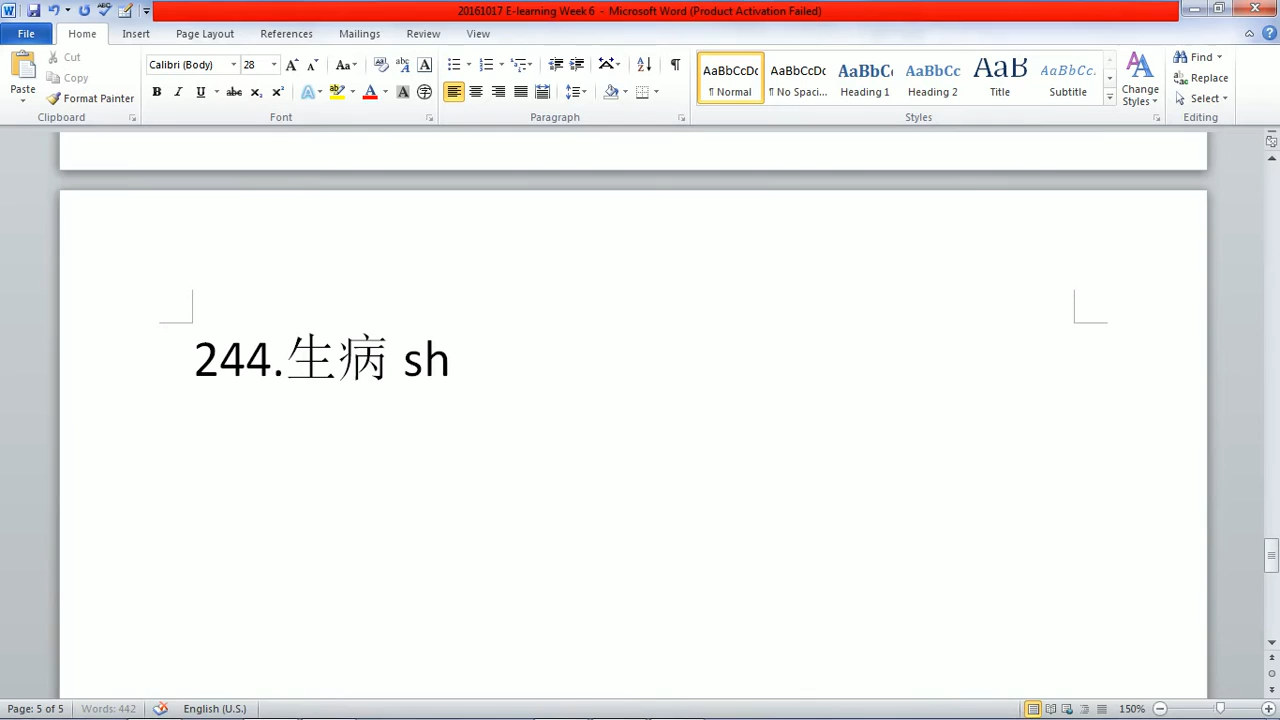 20161017 E-learning Week 6 - Microsoft Word (Product Activation Failed)
File Home Insert Page Layout References Mailings Review View
Paste Cut Copy Format Painter
Calibri (Body) 28
AaBbCcDc ¶ Normal
AaBbCcDc ¶ No Spaci...
AaBbC Heading 1
AaBbCc Heading 2
AaB Title
AaBbCc. Subtitle
Change Styles
Find Replace Select
Clipboard Font Paragraph Styles Editing
244.生病 sh
Page: 5 of 5 Words: 442 English (U.S.) 150%